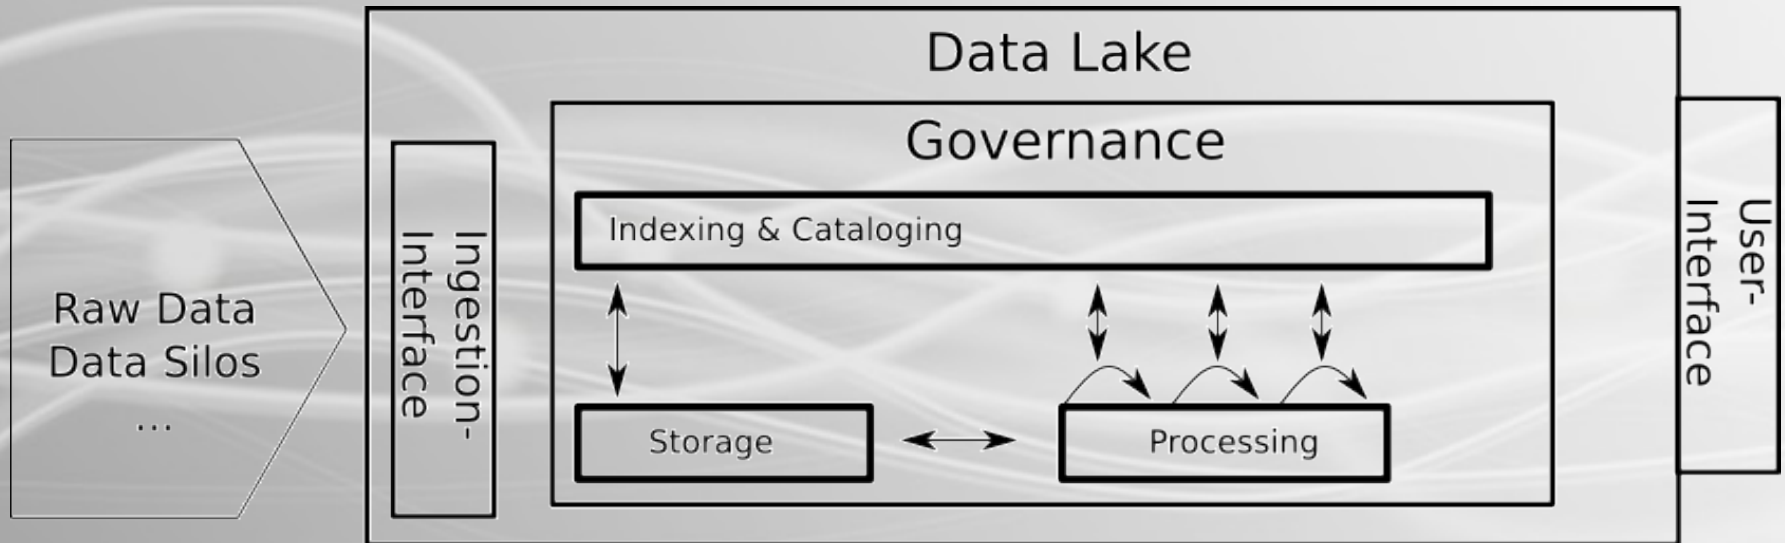 Data Lake
Governance
Raw Data
Data Silos
...
Ingestion-
Interface
Indexing & Cataloging
Storage
Processing
User-
Interface